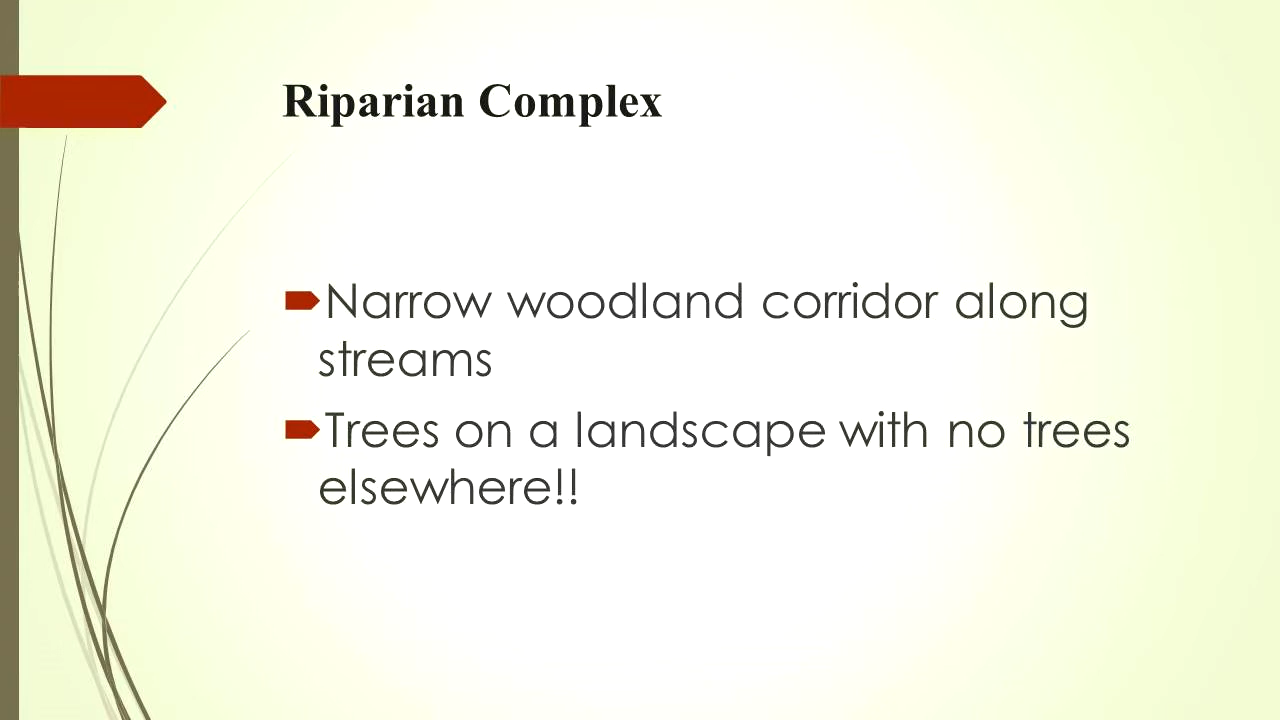 Riparian Complex
Narrow woodland corridor along
streams
Trees on a landscape with no trees
elsewhere!!